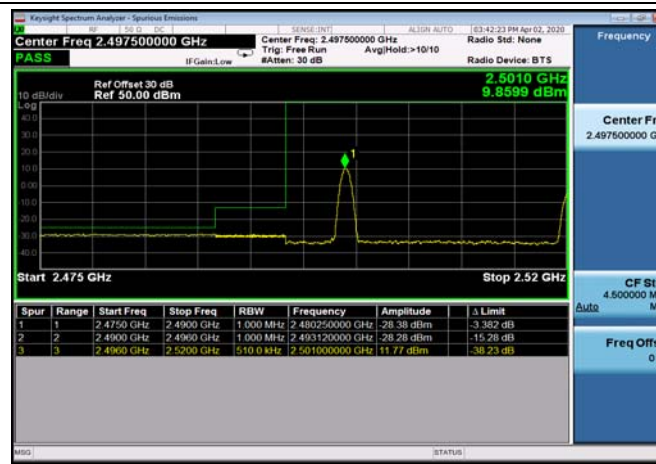 Keysight Spectrum Analyzer - Spurious Emissions
RF 50 Ω DC SENSE:INT ALIGN AUTO 03:42:23 PM Apr 02, 2020
Center Freq 2.497500000 GHz
Center Freq: 2.497500000 GHz
Radio Std: None
Trig: Free Run Avg|Hold:>10/10
PASS
IFGain:Low
#Atten: 30 dB
Radio Device: BTS
Frequency
Ref Offset 30 dB
2.5010 GHz
10 dB/div Ref 50.00 dBm
9.8599 dBm
Log
40.0
30.0
20.0
10.0
0.00
-10.0
-20.0
-30.0
-40.0
1
Start 2.475 GHz
Stop 2.52 GHz
Center Fr
2.497500000 G
CF St
4.500000 M
Auto M
Freq Offs
0
Spur Range Start Freq Stop Freq RBW Frequency Amplitude Δ Limit
1 1 2.4750 GHz 2.4900 GHz 1.000 MHz 2.480250000 GHz -28.38 dBm -3.382 dB
2 2 2.4900 GHz 2.4960 GHz 1.000 MHz 2.493120000 GHz -28.28 dBm -15.28 dB
3 3 2.4960 GHz 2.5200 GHz 510.0 kHz 2.501000000 GHz 11.77 dBm -38.23 dB
MSG STATUS